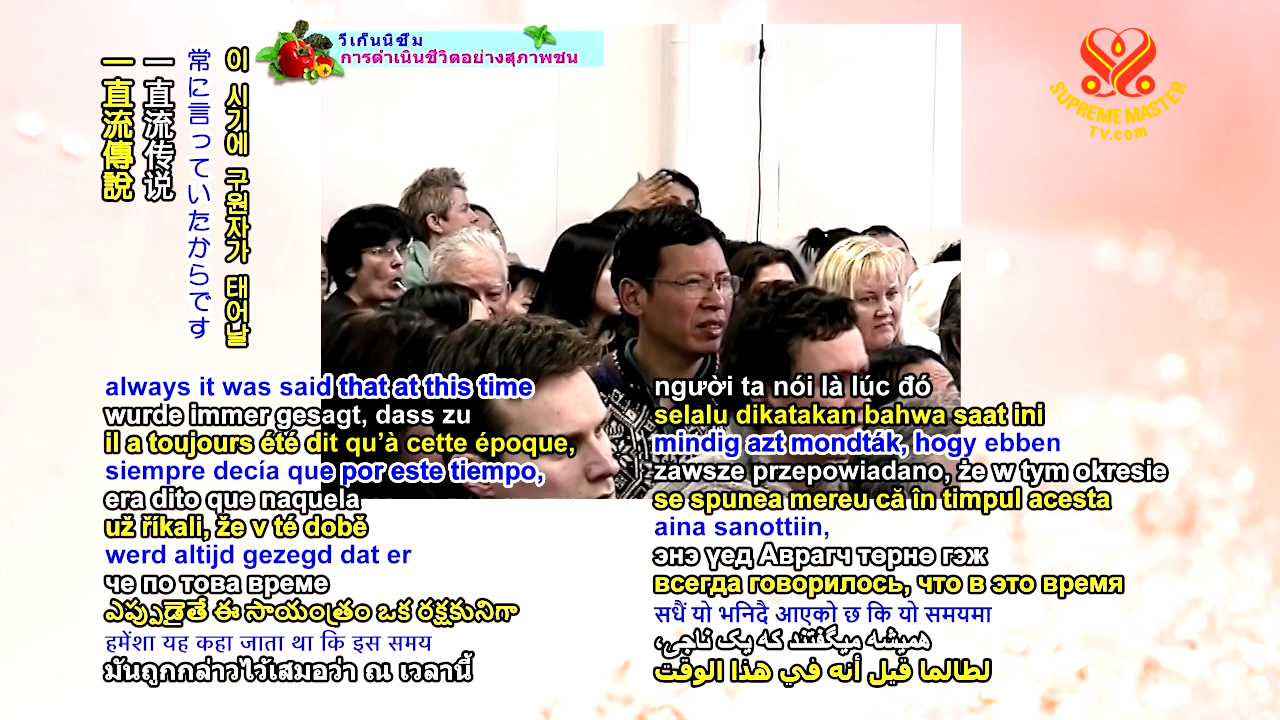 วีเก็นนิซึม
การดำเนินชีวิตอย่างสุภาพชน
SUPREME MASTER
TV.com
이 시기에 구원자가 태어날
常に言っていたからです
一直流传说
一直流傳說
always it was said that at this time
wurde immer gesagt, dass zu
il a toujours été dit qu’à cette époque,
siempre decía que por este tiempo,
era dito que naquela
už říkali, že v té době
werd altijd gezegd dat er
че по това време
ఎప్పుడైతే ఈ సాయంత్రం ఒక రక్షకునిగా
हमेंशा यह कहा जाता था कि इस समय
มันถูกกล่าวไว้เสมอว่า ณ เวลานี้
người ta nói là lúc đó
selalu dikatakan bahwa saat ini
mindig azt mondták, hogy ebben
zawsze przepowiadano, że w tym okresie
se spunea mereu că în timpul acesta
aina sanottiin,
энэ үед Аврагч төрнө гэж
всегда говорилось, что в это время
सधैं यो भनिदै आएको छ कि यो समयमा
همیشه میگفتند که یک ناجی،
لطالما قيل أنه في هذا الوقت